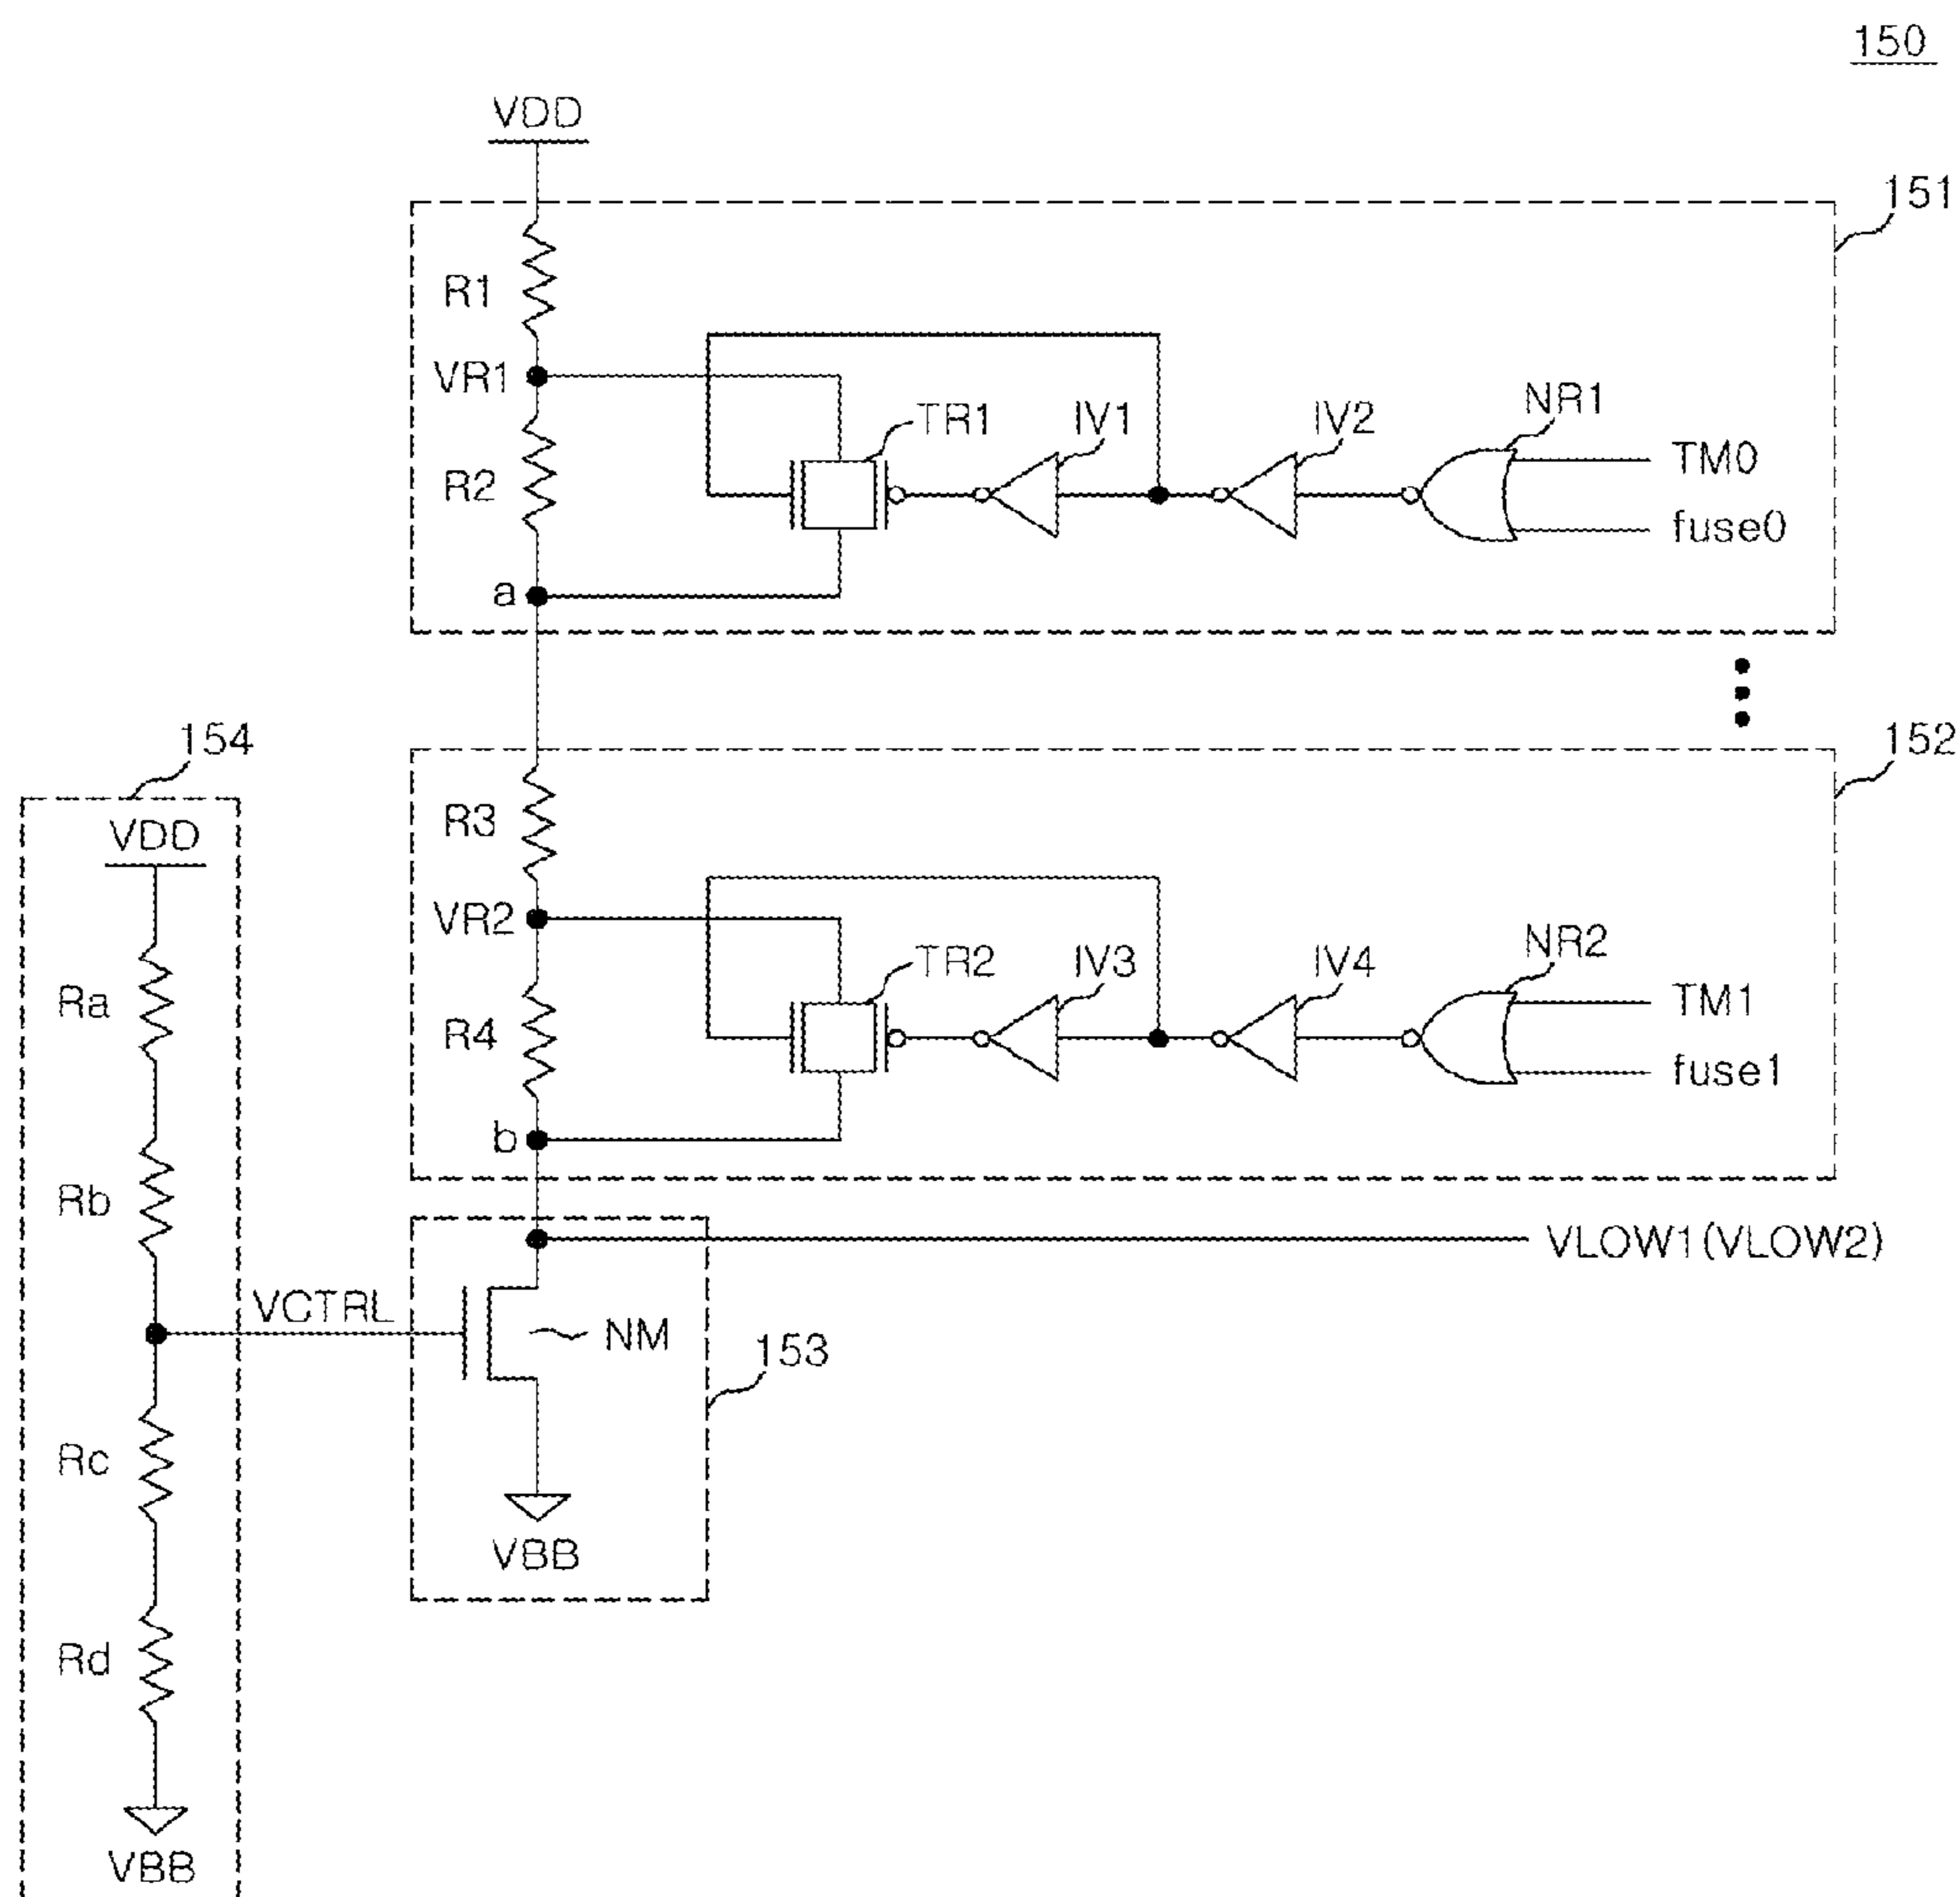 150
VDD
151
R1
VR1
TR1
IV1
IV2
NR1
TM0
R2
fuse0
a
154
152
VDD
R3
VR2
TR2
IV3
IV4
NR2
TM1
Ra
R4
fuse1
b
Rb
VLOW1(VLOW2)
VCTRL
NM
153
Rc
VBB
Rd
VBB